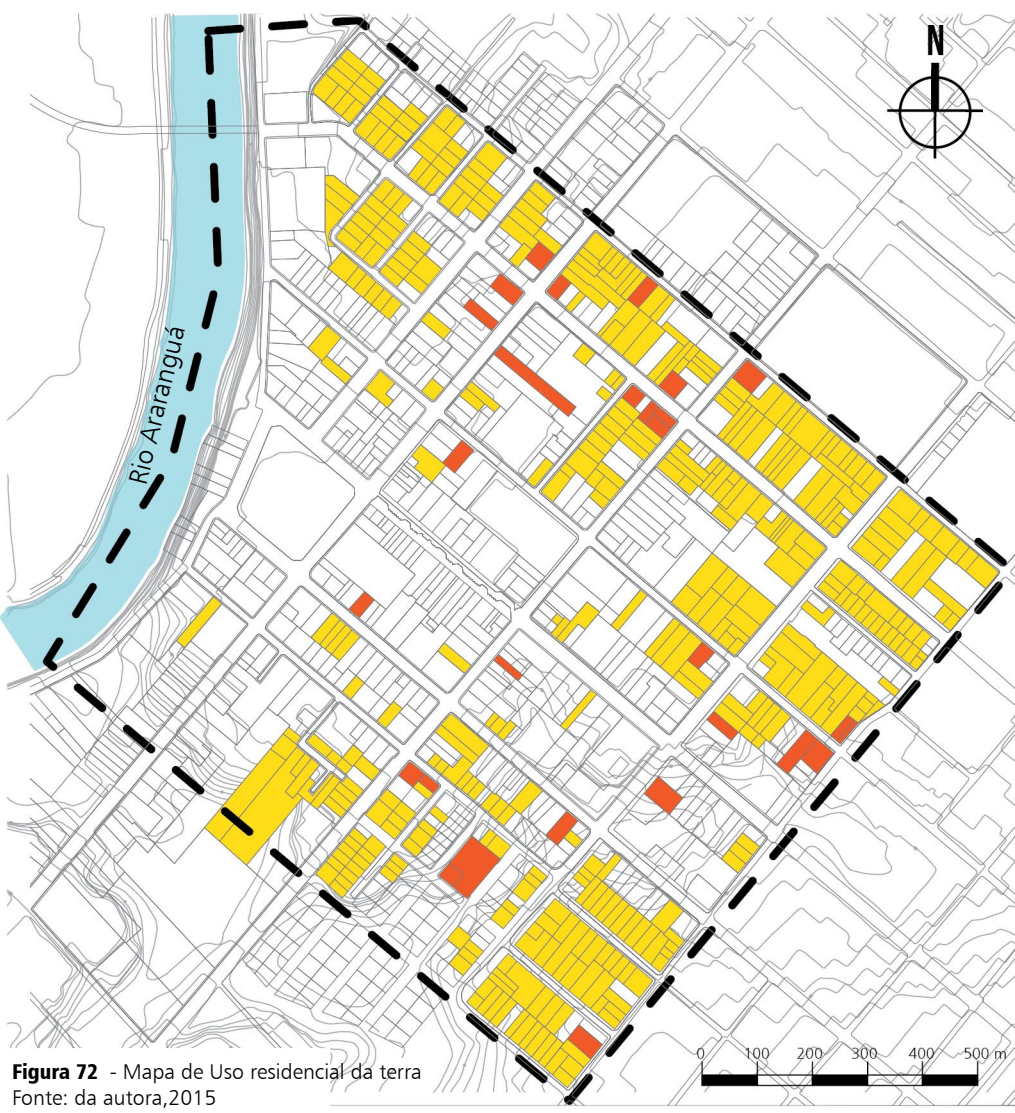 N
Rio Araranguá
0 100 200 300 400 500 m
Figura 72 - Mapa de Uso residencial da terra
Fonte: da autora,2015